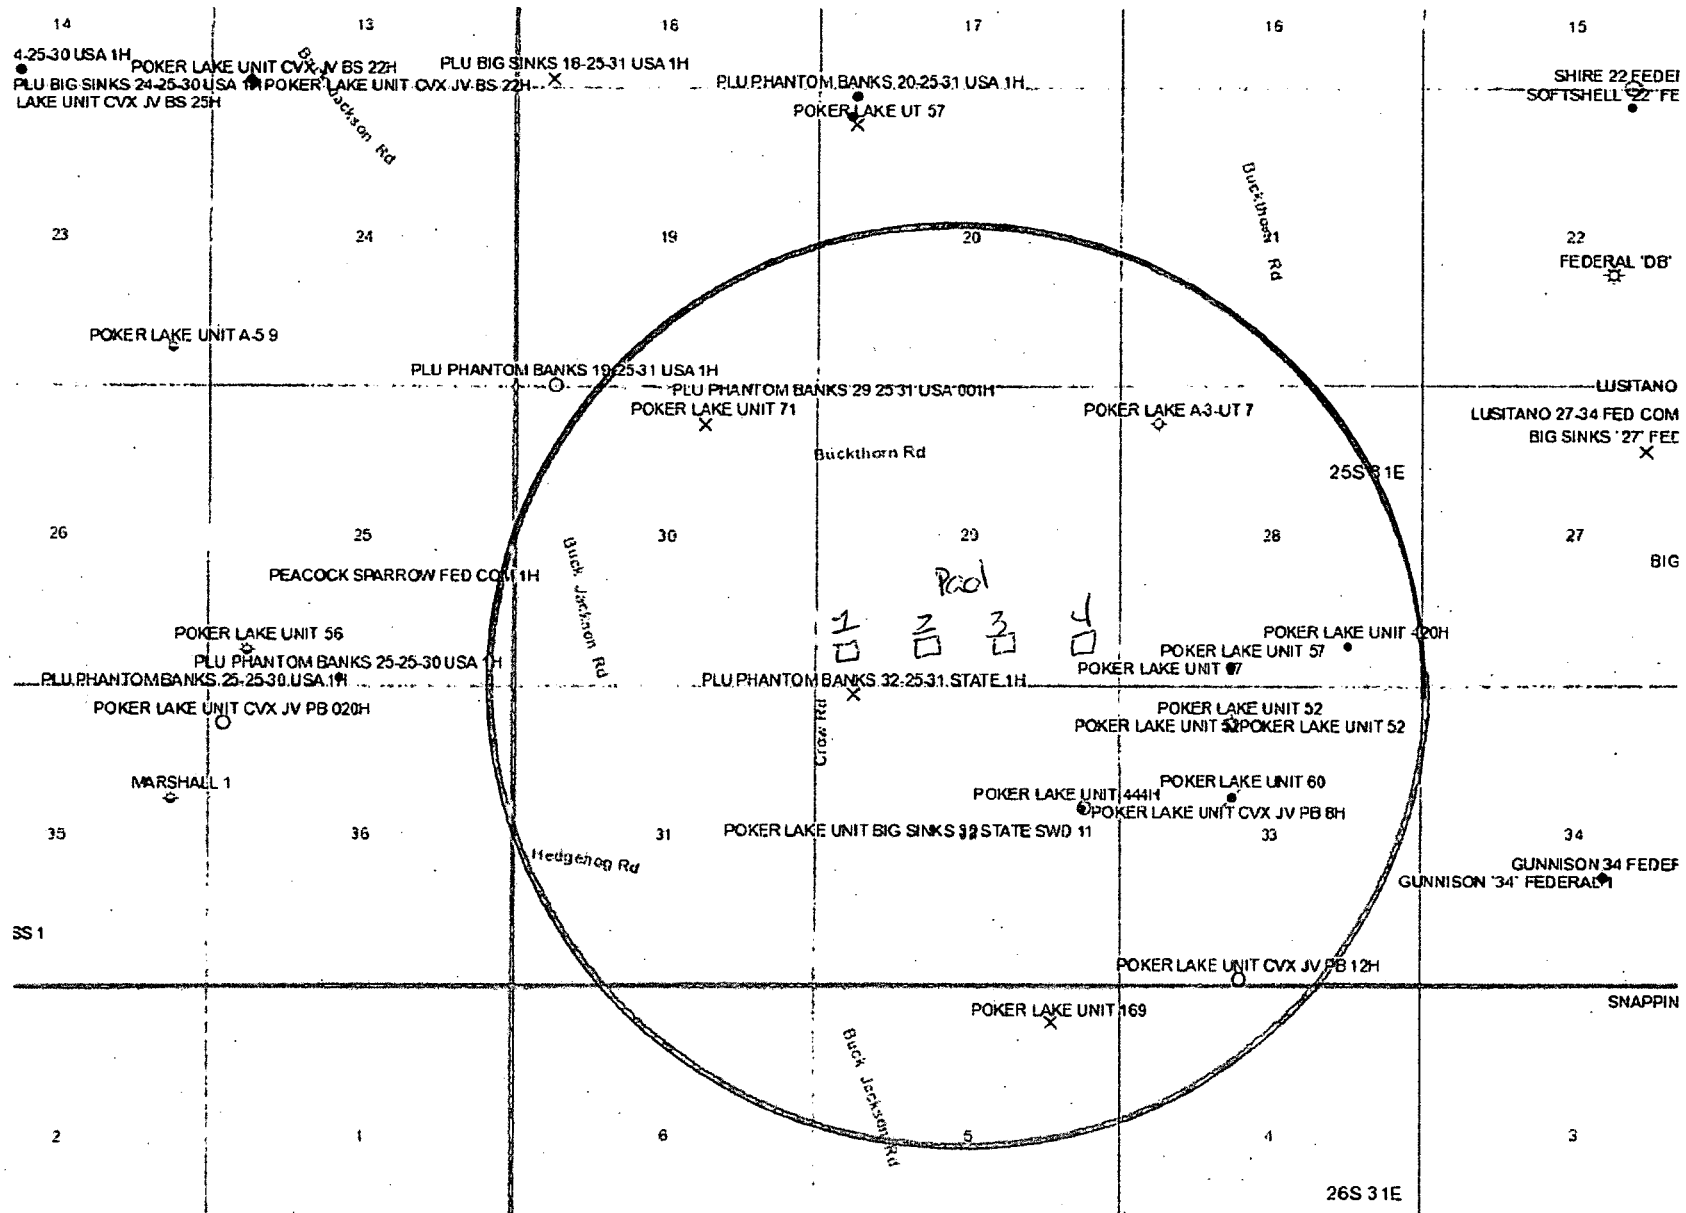 14 13 18 17 16 15
4-25-30 USA 1H
POKER LAKE UNIT CVX JV BS 22H
PLU BIG SINKS 18-25-31 USA 1H
PLU BIG SINKS 24-25-30 USA 1H POKER LAKE UNIT CVX JV BS 22H
PLU PHANTOM BANKS 20-25-31 USA 1H
SHIRE 22 FEDE
LAKE UNIT CVX JV BS 25H
SOFTSHELL '22' FE
POKER LAKE UT 57
Jackson Rd
Buckthorn Rd
23 24 19 20 21 22
FEDERAL 'DB'
POKER LAKE UNIT A-5 9
PLU PHANTOM BANKS 19-25-31 USA 1H
PLU PHANTOM BANKS 29 25 31 USA 001H
LUSITANO
POKER LAKE UNIT 71
POKER LAKE A-3-UT 7
LUSITANO 27-34 FED COM
BIG SINKS '27' FED
Buckthorn Rd
25S 31E
26 25 30 29 28 27
Buck Jackson Rd
BIG
PEACOCK SPARROW FED COM 1H
Pad
1 2 3 4
POKER LAKE UNIT 56
POKER LAKE UNIT 420H
POKER LAKE UNIT 57
PLU PHANTOM BANKS 25-25-30 USA 1H
POKER LAKE UNIT
PLU PHANTOM BANKS 25-25-30 USA 1H
PLU PHANTOM BANKS 32-25-31 STATE 1H
POKER LAKE UNIT CVX JV PB 020H
POKER LAKE UNIT 52
Craw Rd
POKER LAKE UNIT 52 POKER LAKE UNIT 52
MARSHALL 1
POKER LAKE UNIT 60
POKER LAKE UNIT 444H
POKER LAKE UNIT CVX JV PB 8H
35 36 31 32 33 34
POKER LAKE UNIT BIG SINKS STATE SWD 11
Hedgehog Rd
GUNNISON 34 FEDER
GUNNISON '34' FEDERAL 1
SS 1
POKER LAKE UNIT CVX JV PB 12H
SNAPPIN
POKER LAKE UNIT 169
Buck Jackson Rd
2 1 6 5 4 3
26S 31E